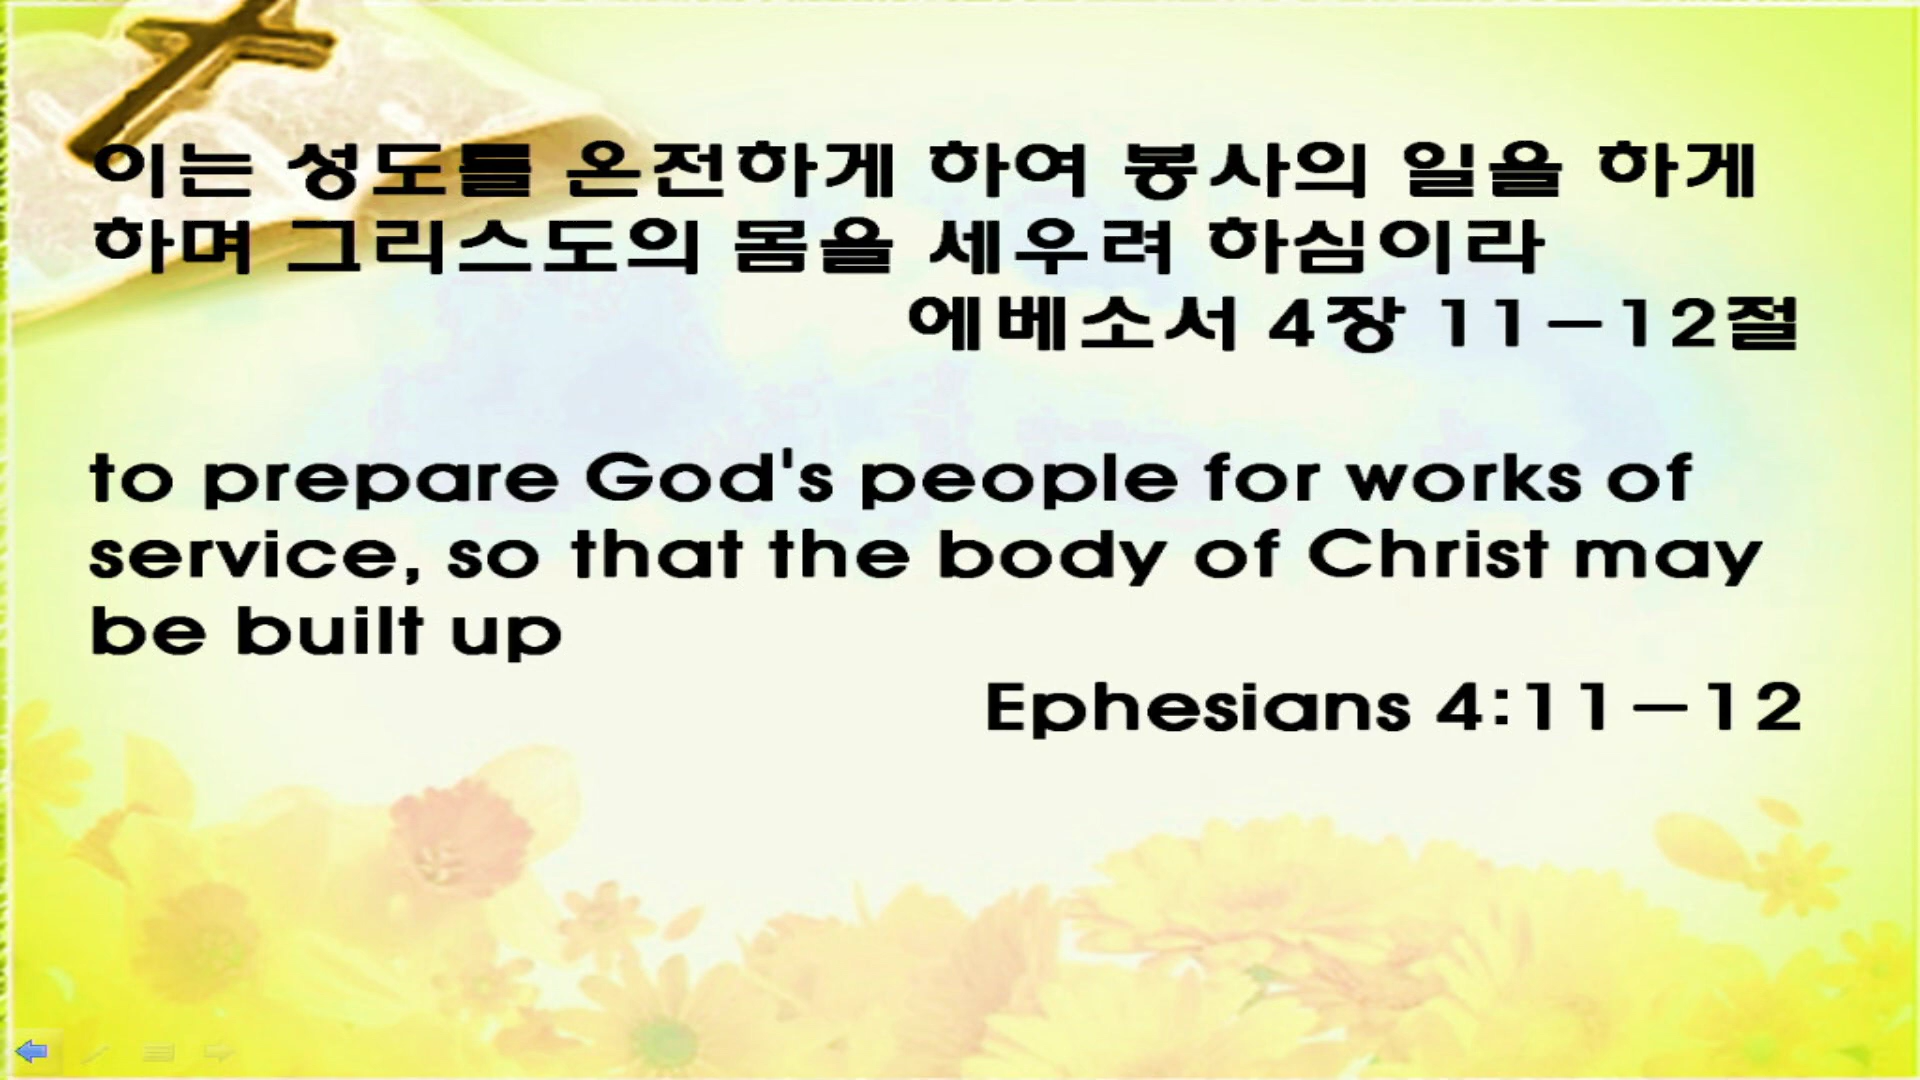 이는 성도를 온전하게 하여 봉사의 일을 하게
하며 그리스도의 몸을 세우려 하심이라
에베소서 4장 11-12절
to prepare God's people for works of
service, so that the body of Christ may
be built up
Ephesians 4:11-12